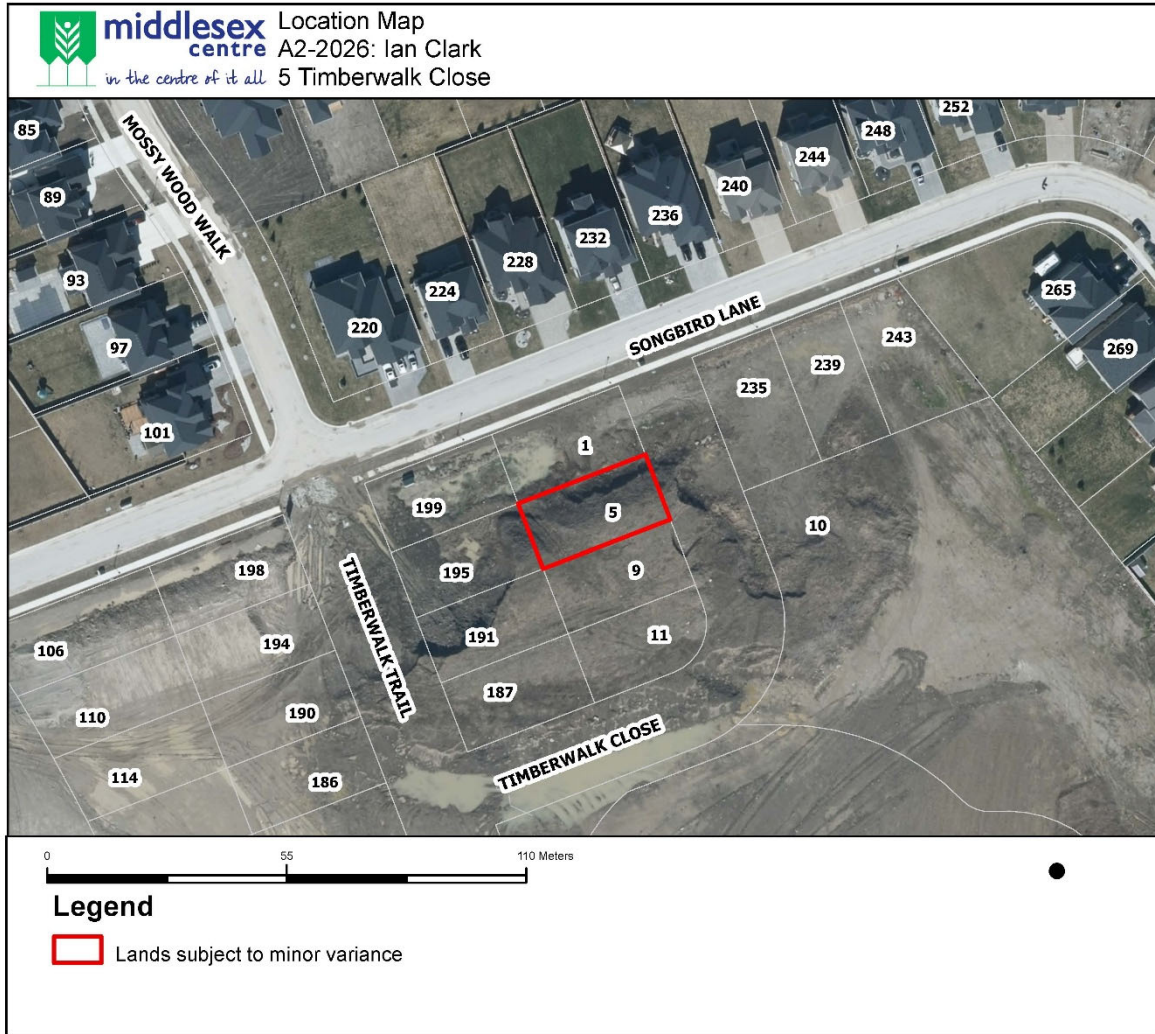 middlesex
centre
in the centre of it all
Location Map
A2-2026: Ian Clark
5 Timberwalk Close
85
89
93
97
101
MOSSY WOOD WALK
220
224
228
232
236
240
244
248
252
SONGBIRD LANE
265
269
243
239
235
1
5
199
195
9
10
191
11
187
198
194
190
186
106
110
114
TIMBERWALK TRAIL
TIMBERWALK CLOSE
0 55 110 Meters
Legend
Lands subject to minor variance